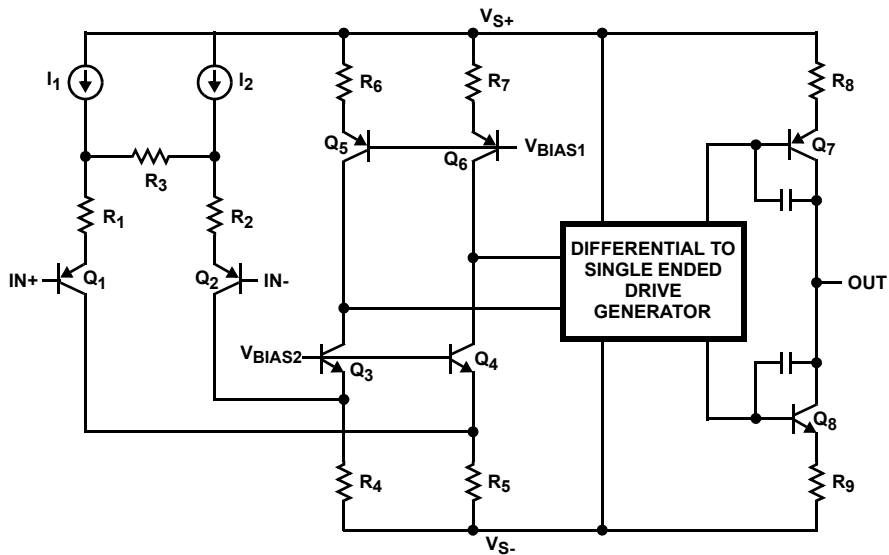 VS+
I1
I2
R6
R7
R8
Q5
Q6
VBIAS1
Q7
R3
R1
R2
DIFFERENTIAL TO
SINGLE ENDED
DRIVE
GENERATOR
IN+
Q1
Q2
IN-
OUT
VBIAS2
Q3
Q4
Q8
R4
R5
R9
VS-